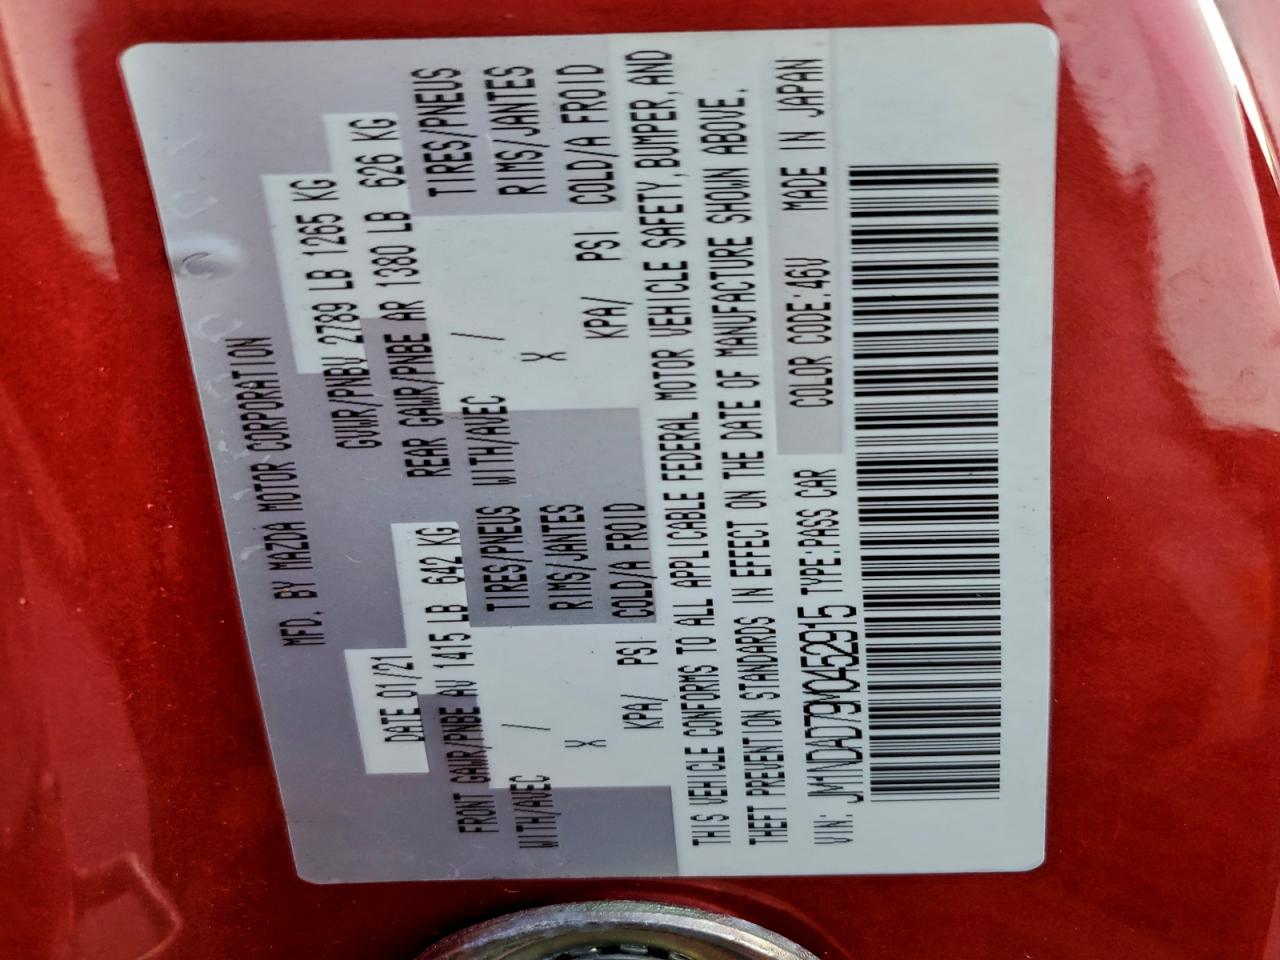 MFD. BY MAZDA MOTOR CORPORATION
DATE 01/21 GVWR/PNBV 2789 LB 1265 KG
FRONT GAWR/PNBE AV 1415 LB 642 KG REAR GAWR/PNBE AR 1380 LB 626 KG
WITH/AVEC / TIRES/PNEUS WITH/AVEC / TIRES/PNEUS
X RIMS/JANTES X RIMS/JANTES
KPA/ PSI COLD/A FROID KPA/ PSI COLD/A FROID
THIS VEHICLE CONFORMS TO ALL APPLICABLE FEDERAL MOTOR VEHICLE SAFETY,BUMPER,AND
THEFT PREVENTION STANDARDS IN EFFECT ON THE DATE OF MANUFACTURE SHOWN ABOVE.
VIN: JM1NDAD79M0452915 TYPE:PASS CAR COLOR CODE:46V MADE IN JAPAN